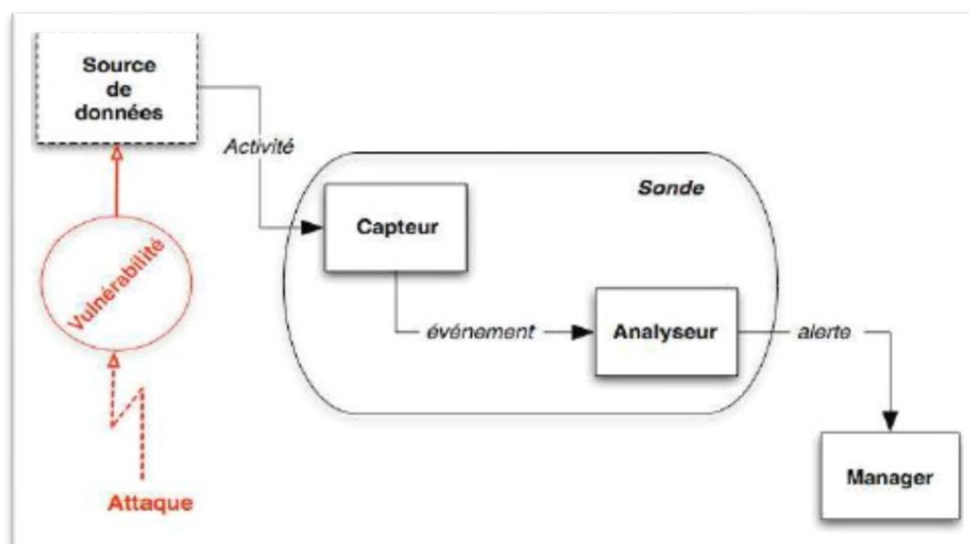 Source
de
données
Activité
Sonde
Capteur
Vulnérabilité
événement
Analyseur
alerte
Manager
Attaque